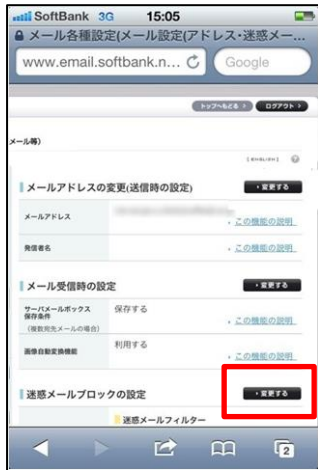 SoftBank 3G 15:05
メール各種設定(メール設定(アドレス・迷惑メー...
www.email.softbank.n... Google
トップへもどる ログアウト
メール等)
[ENGLISH]
メールアドレスの変更(送信時の設定) ・変更する
メールアドレス
・この機能の説明
発信者名
メール受信時の設定 ・変更する
サーバメールボックス 保存する
保存条件
(複数宛先メールの場合) ・この機能の説明
画像自動変換機能 利用する
・この機能の説明
迷惑メールブロックの設定 ・変更する
迷惑メールフィルター
2